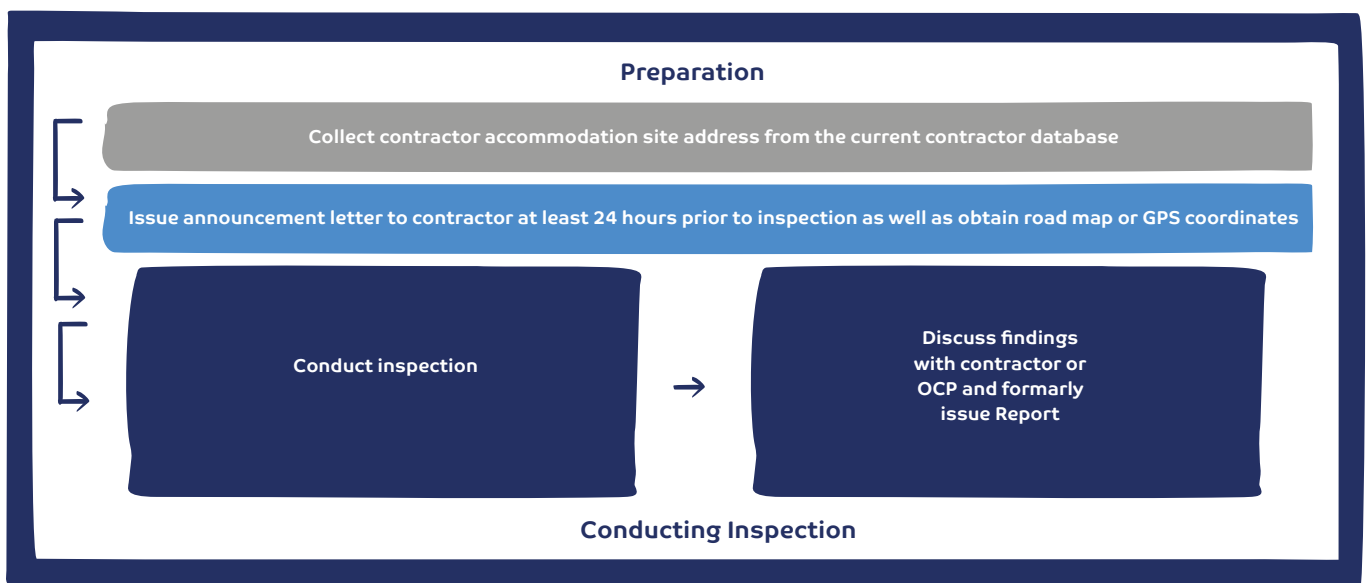 Preparation
Collect contractor accommodation site address from the current contractor database
Issue announcement letter to contractor at least 24 hours prior to inspection as well as obtain road map or GPS coordinates
Conduct inspection
Discuss findings
with contractor or
OCP and formarly
issue Report
Conducting Inspection